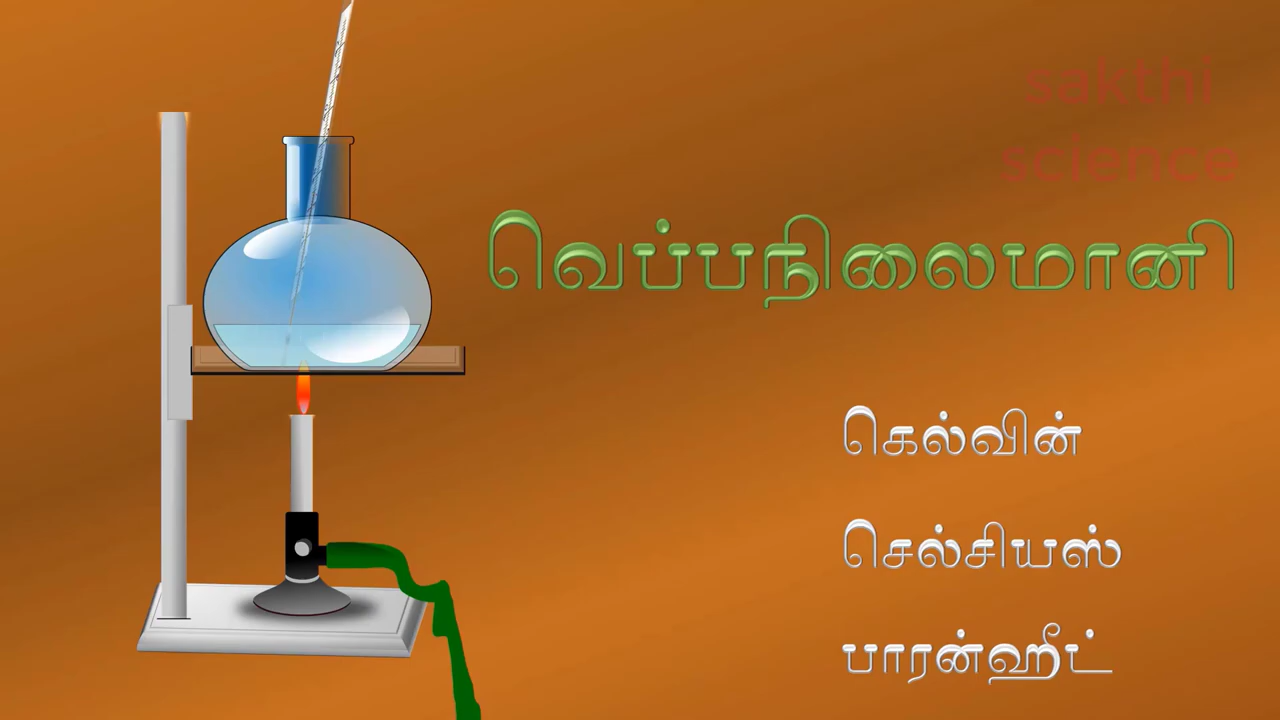 sakthi
science
வெப்பநிலைமானி
கெல்வின்
செல்சியஸ்
பாரன்ஹீட்